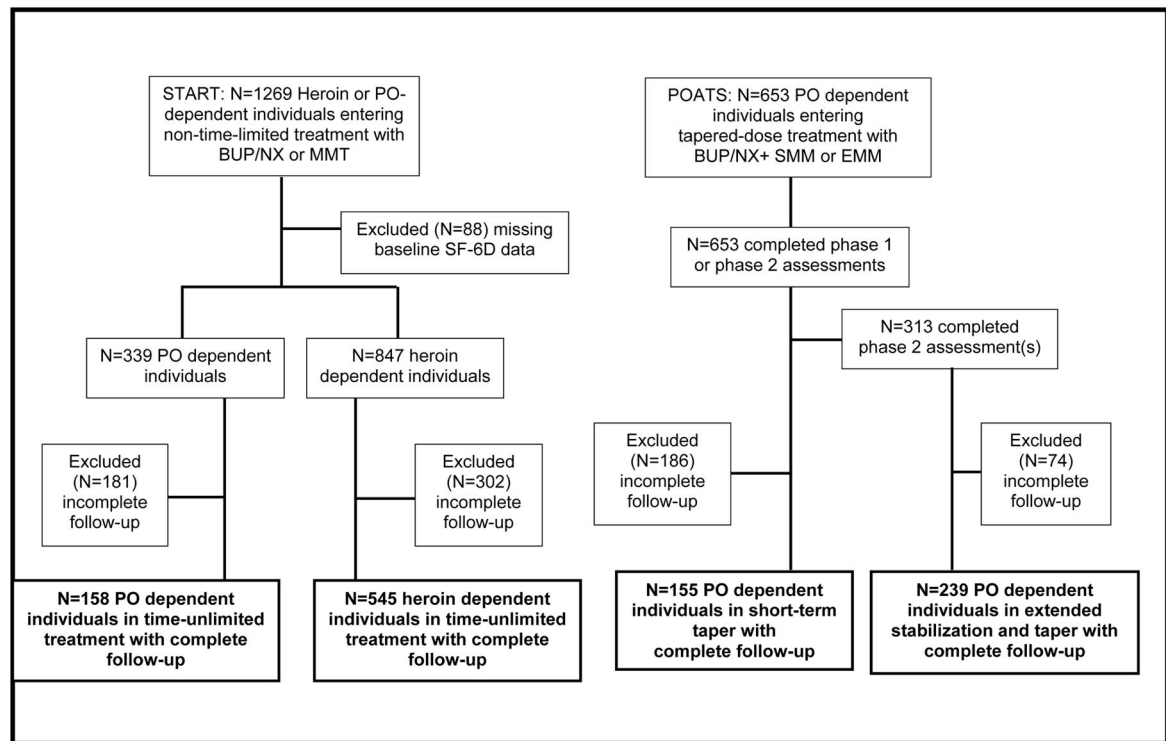 START: N=1269 Heroin or PO-
dependent individuals entering
non-time-limited treatment with
BUP/NX or MMT
Excluded (N=88) missing
baseline SF-6D data
N=339 PO dependent
individuals
N=847 heroin
dependent individuals
Excluded
(N=181)
incomplete
follow-up
Excluded
(N=302)
incomplete
follow-up
N=158 PO dependent
individuals in time-unlimited
treatment with complete
follow-up
N=545 heroin dependent
individuals in time-unlimited
treatment with complete
follow-up
POATS: N=653 PO dependent
individuals entering
tapered-dose treatment with
BUP/NX+ SMM or EMM
N=653 completed phase 1
or phase 2 assessments
N=313 completed
phase 2 assessment(s)
Excluded
(N=186)
incomplete
follow-up
Excluded
(N=74)
incomplete
follow-up
N=155 PO dependent
individuals in short-term
taper with
complete follow-up
N=239 PO dependent
individuals in extended
stabilization and taper with
complete follow-up